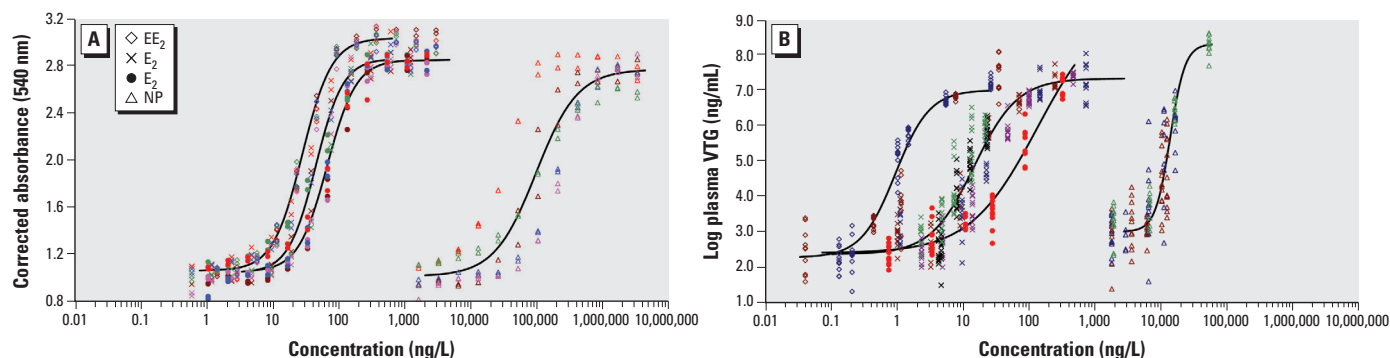 A
EE2
E2
E2
NP
Corrected absorbance (540 nm)
3.2
2.8
2.4
2.0
1.6
1.2
0.8
0.01 0.1 1 10 100 1,000 10,000 100,000 1,000,000 10,000,000
Concentration (ng/L)
B
Log plasma VTG (ng/mL)
9.0
8.0
7.0
6.0
5.0
4.0
3.0
2.0
1.0
0.01 0.1 1 10 100 1,000 10,000 100,000 1,000,000 10,000,000
Concentration (ng/L)